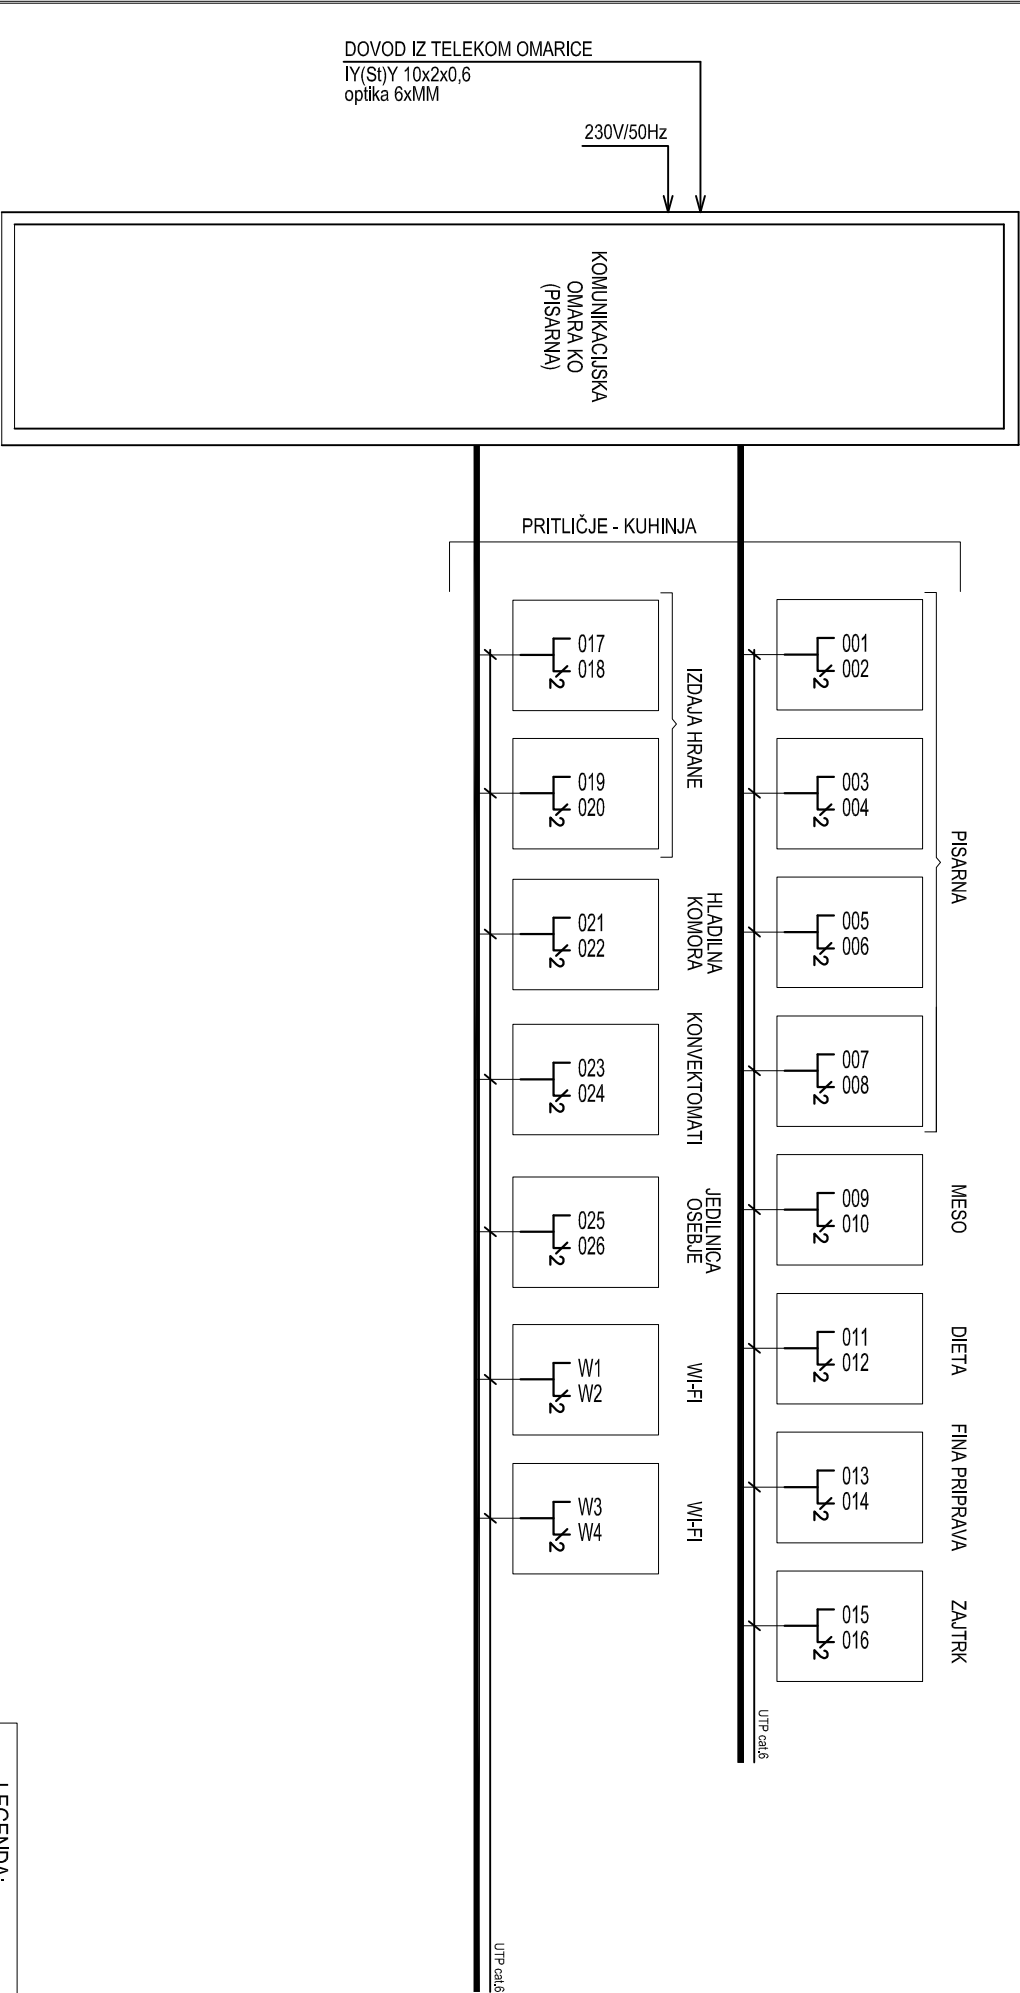 DOVOD IZ TELEKOM OMARICE
IY(St)Y 10x2x0,6
optika 6xMM
230V/50Hz
KOMUNIKACIJSKA
OMARA KO
(PISARNA)
PRITLIČJE - KUHINJA
PISARNA
001
002
2
003
004
2
005
006
2
007
008
2
MESO
009
010
2
DIETA
011
012
2
FINA PRIPRAVA
013
014
2
ZAJTRK
015
016
2
UTP cat.6
IZDAJA HRANE
017
018
2
019
020
2
HLADILNA
KOMORA
021
022
2
KONVEKTOMATI
023
024
2
JEDILNICA
OSEBJE
025
026
2
WI-FI
W1
W2
2
WI-FI
W3
W4
2
UTP cat.6
LEGENDA: